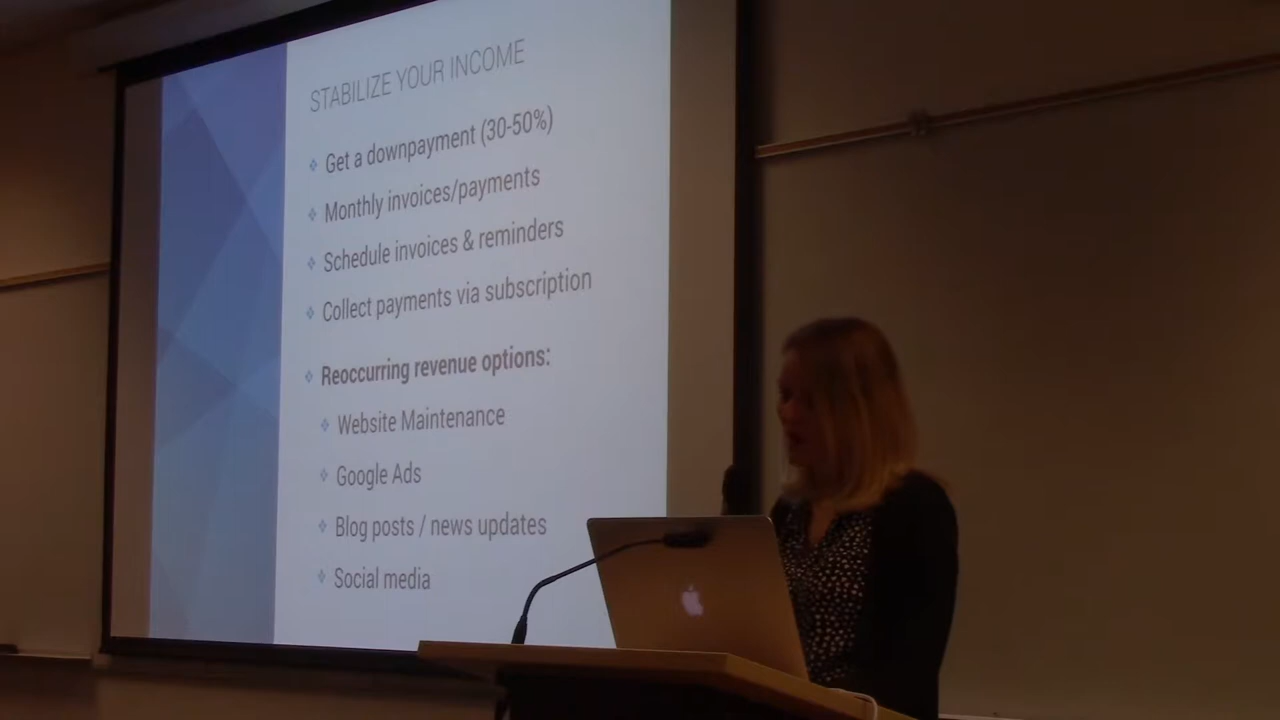 STABILIZE YOUR INCOME
Get a downpayment (30-50%)
Monthly invoices/payments
Schedule invoices & reminders
Collect payments via subscription
Reoccurring revenue options:
Website Maintenance
Google Ads
Blog posts / news updates
Social media